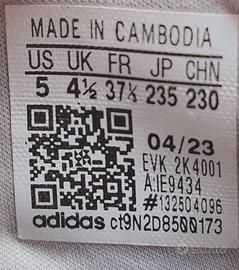 MADE IN CAMBODIA
US UK FR JP CHN
5 4½ 37⅓ 235 230
04/23
EVK 2K4001
A:IE9434
#132504096
adidas ct9N2D8500173